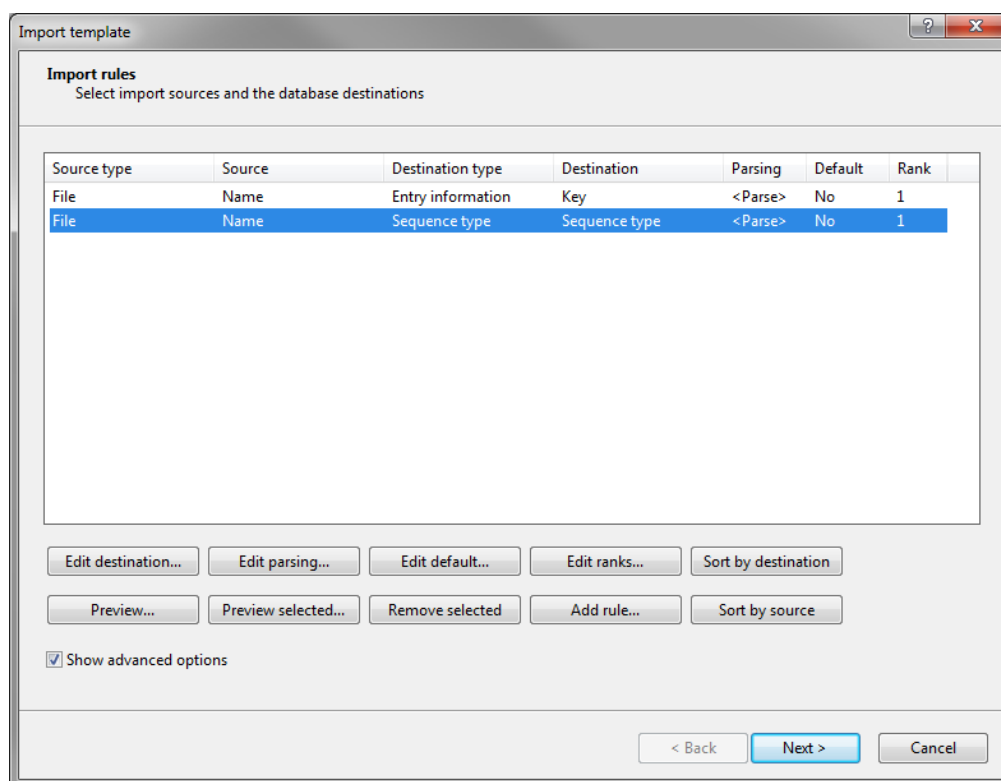 Import template
Import rules
Select import sources and the database destinations
Source type Source Destination type Destination Parsing Default Rank
File Name Entry information Key <Parse> No 1
File Name Sequence type Sequence type <Parse> No 1
Edit destination... Edit parsing... Edit default... Edit ranks... Sort by destination
Preview... Preview selected... Remove selected Add rule... Sort by source
Show advanced options
< Back Next > Cancel